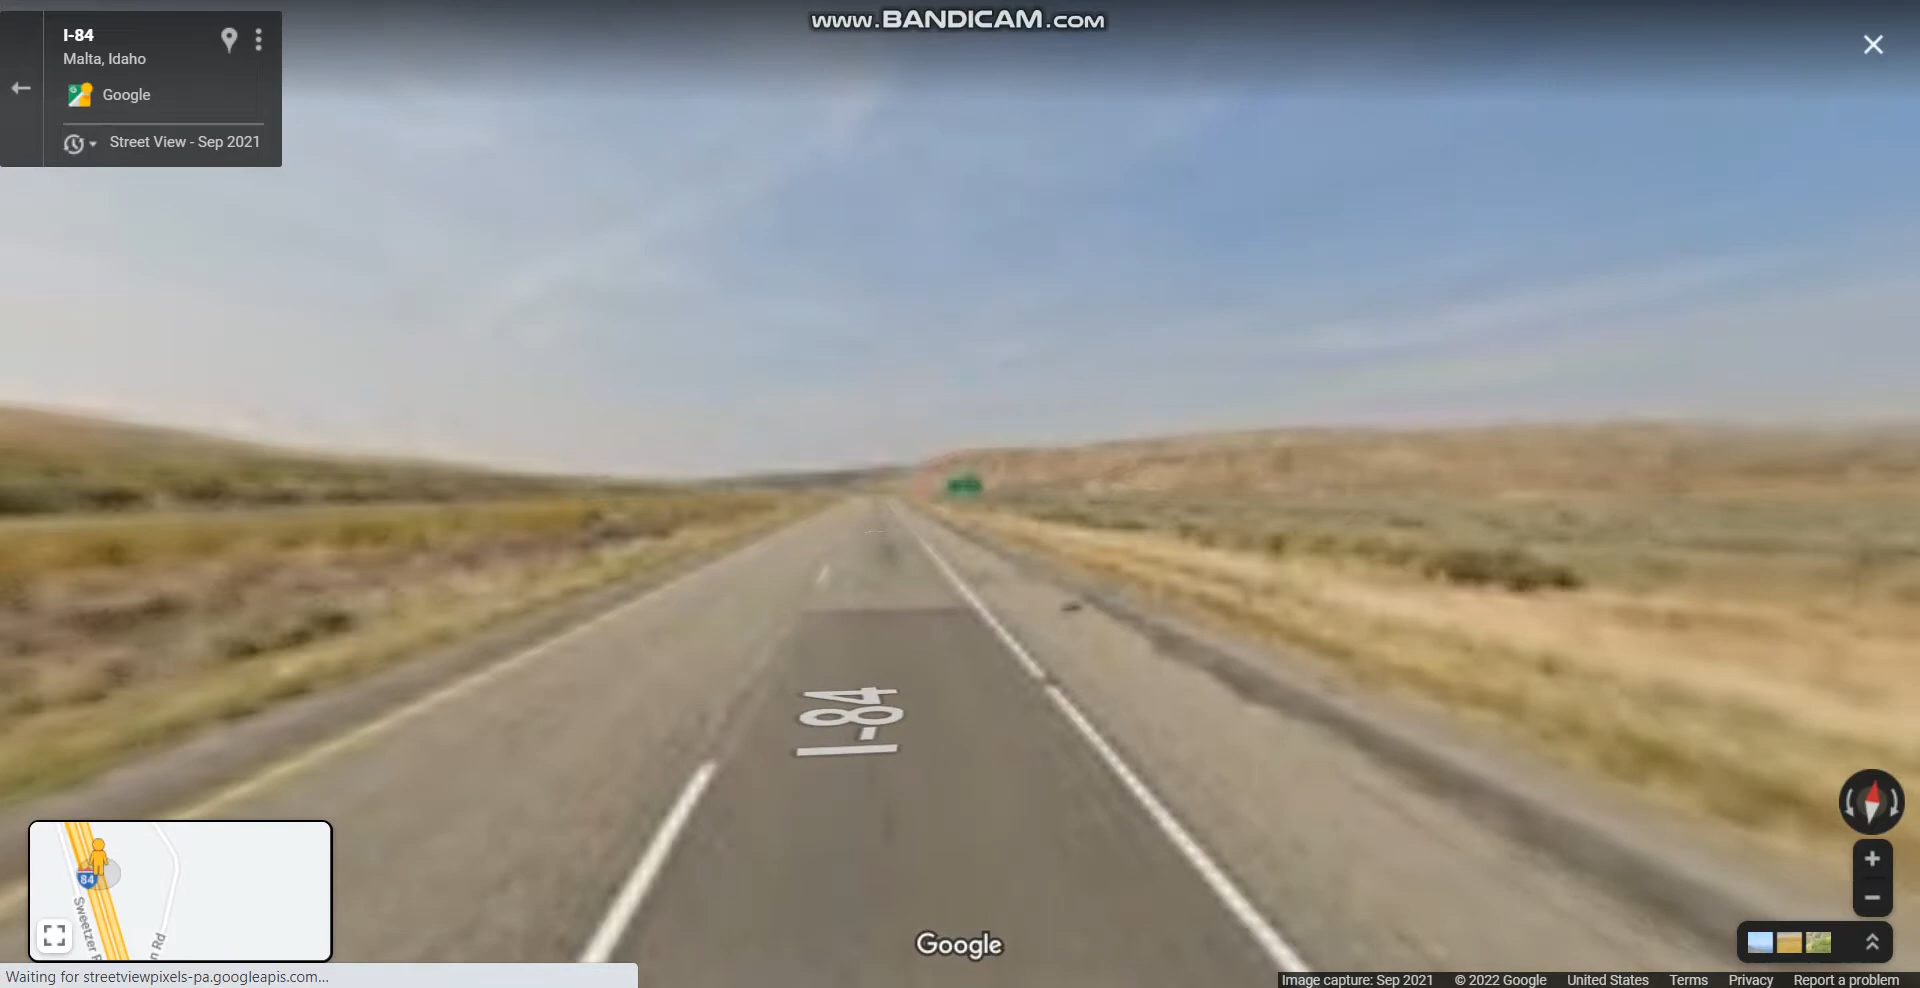 www.BANDICAM.com
I-84
Malta, Idaho
Google
Street View - Sep 2021
I-84
84
Sweetzer R
n Rd
Google
Waiting for streetviewpixels-pa.googleapis.com...
Image capture: Sep 2021 © 2022 Google United States Terms Privacy Report a problem